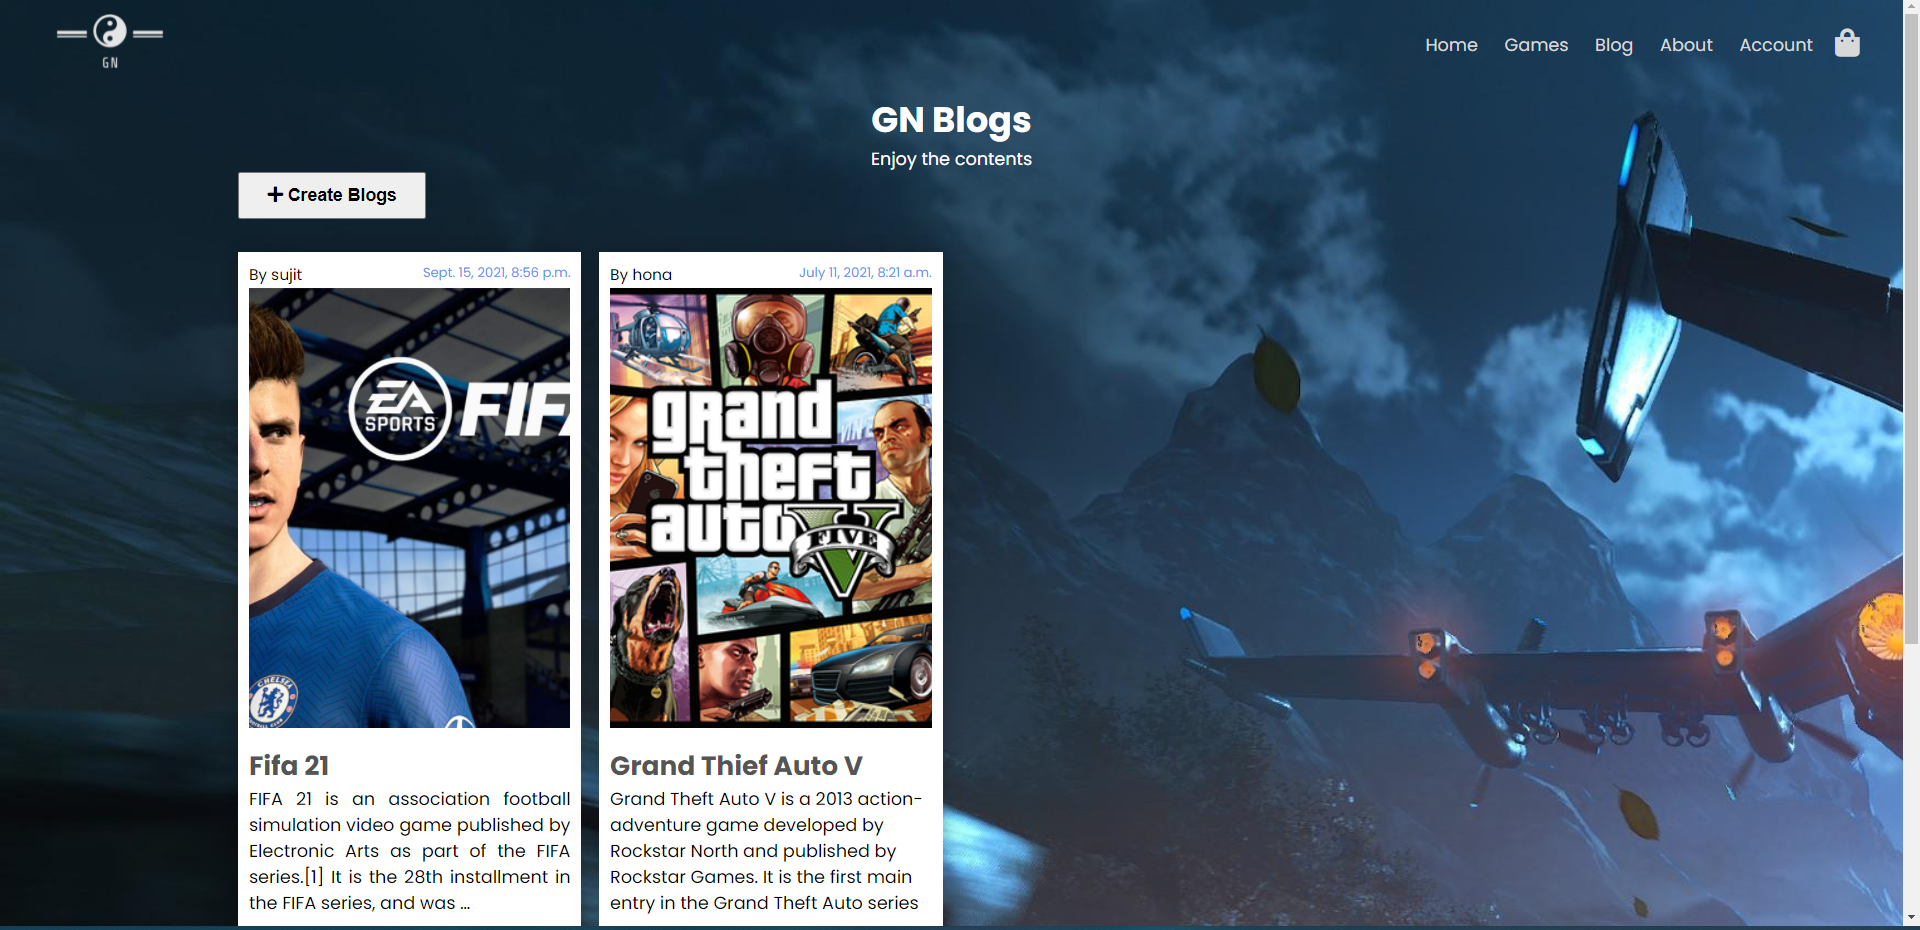 GN
Home Games Blog About Account
GN Blogs
Enjoy the contents
Create Blogs
By sujit Sept. 15, 2021, 8:56 p.m.
EA
SPORTS
FIF
CHELSEA
Fifa 21
FIFA 21 is an association football
simulation video game published by
Electronic Arts as part of the FIFA
series.[1] It is the 28th installment in
the FIFA series, and was ...
By hona July 11, 2021, 8:21 a.m.
grand
theft
auto
V
FIVE
Grand Thief Auto V
Grand Theft Auto V is a 2013 action-
adventure game developed by
Rockstar North and published by
Rockstar Games. It is the first main
entry in the Grand Theft Auto series